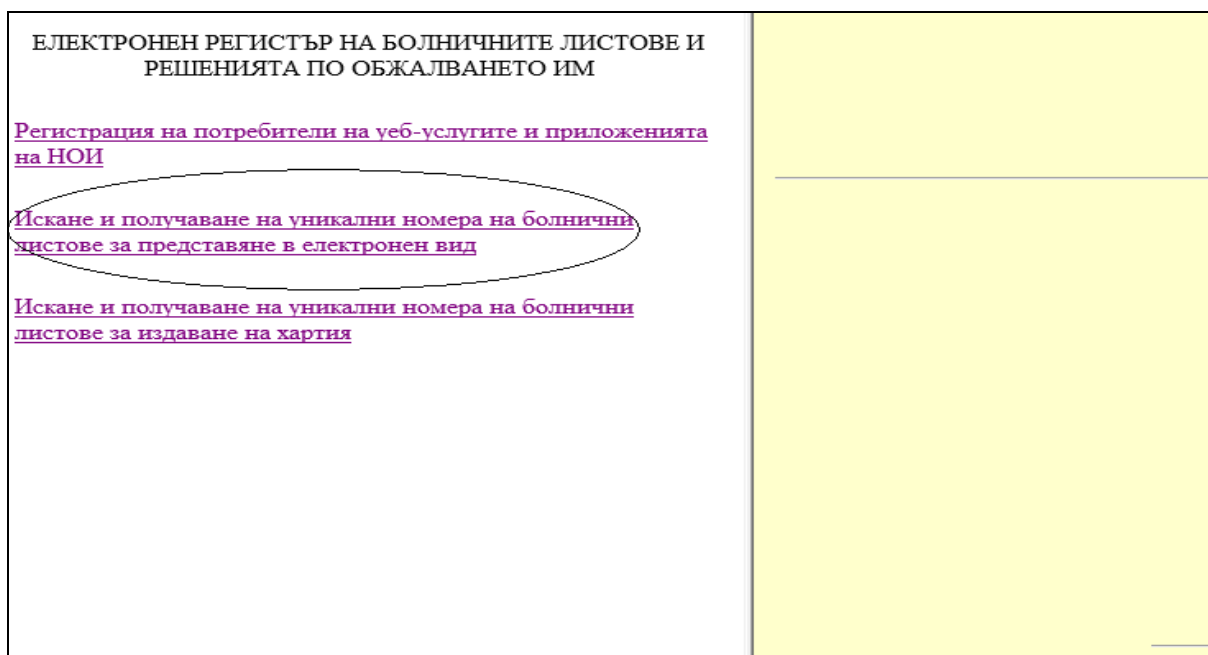 ЕЛЕКТРОНЕН РЕГИСТЪР НА БОЛНИЧНИТЕ ЛИСТОВЕ И
РЕШЕНИЯТА ПО ОБЖАЛВАНЕТО ИМ
Регистрация на потребители на уеб-услугите и приложенията
на НОИ
Искане и получаване на уникални номера на болнични
листове за представяне в електронен вид
Искане и получаване на уникални номера на болнични
листове за издаване на хартия